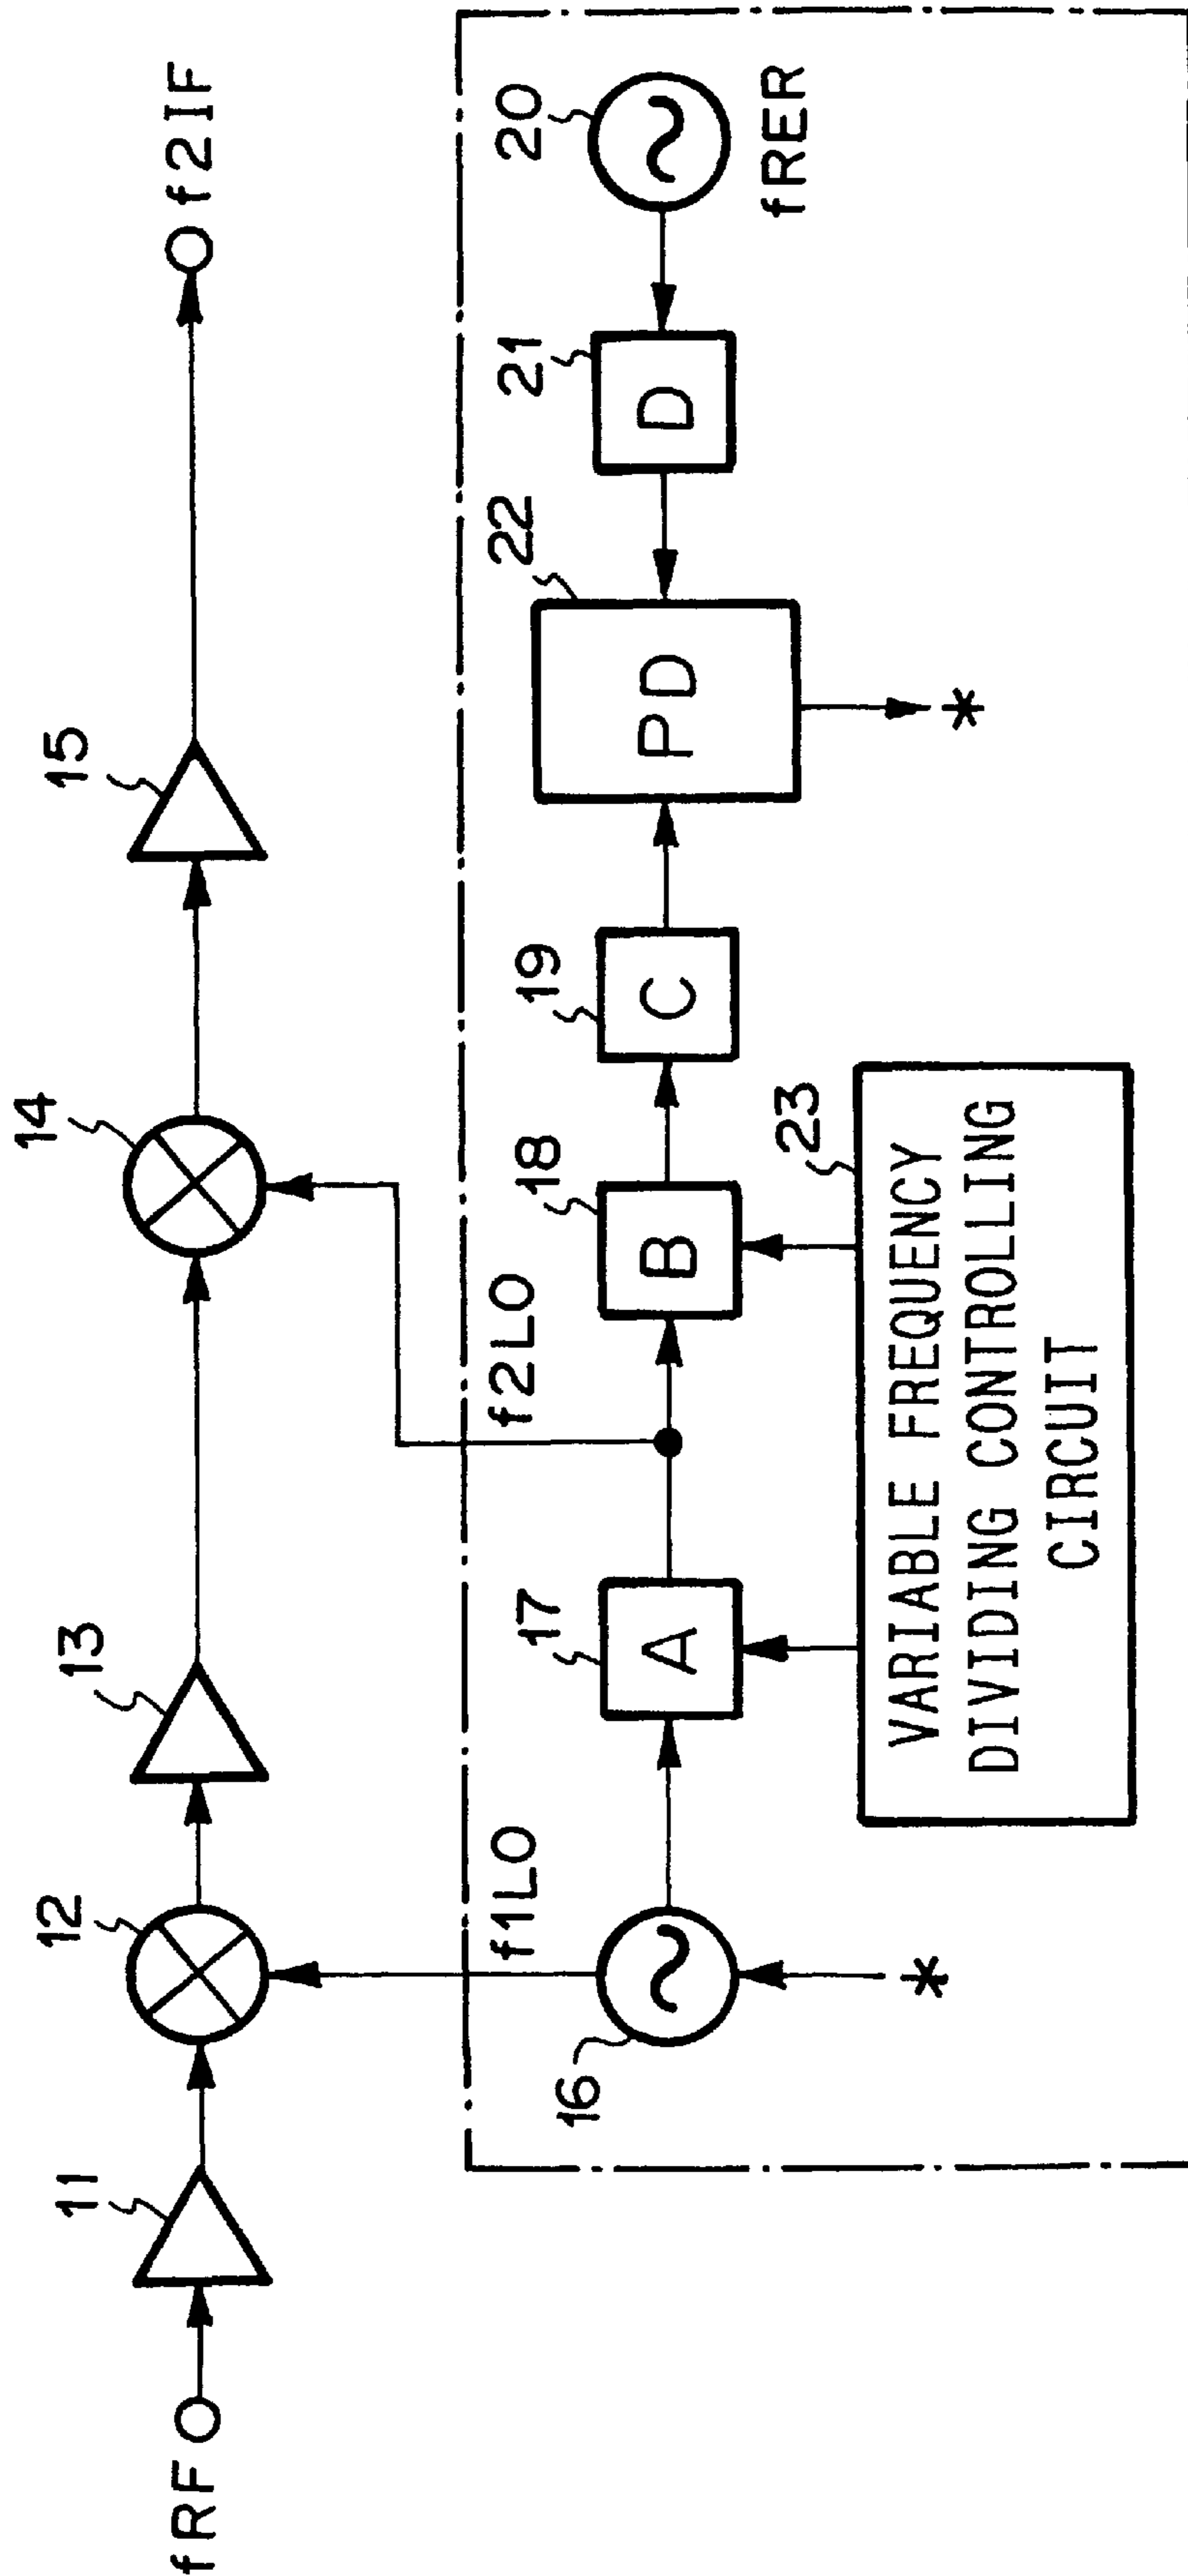 fRF
11
12
13
14
15
f2IF
f1LO
f2LO
16
17
A
18
B
19
C
22
PD
21
D
20
fRER
*
*
23
VARIABLE FREQUENCY
DIVIDING CONTROLLING
CIRCUIT